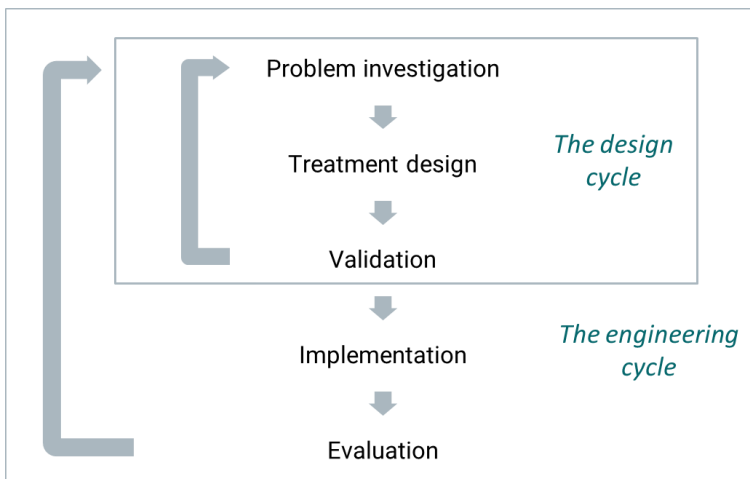 Problem investigation
Treatment design
The design
cycle
Validation
Implementation
The engineering
cycle
Evaluation